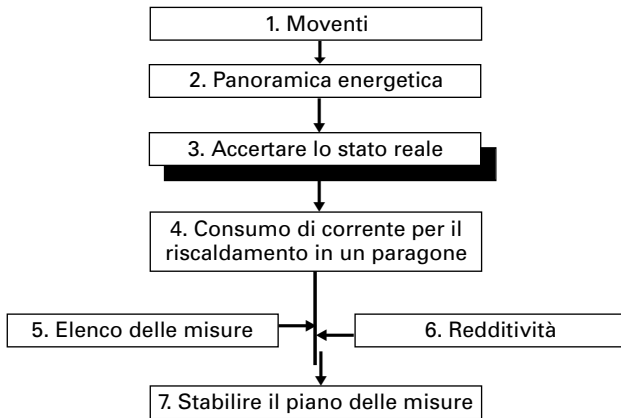 1. Moventi
2. Panoramica energetica
3. Accertare lo stato reale
4. Consumo di corrente per il
riscaldamento in un paragone
5. Elenco delle misure
6. Redditività
7. Stabilire il piano delle misure